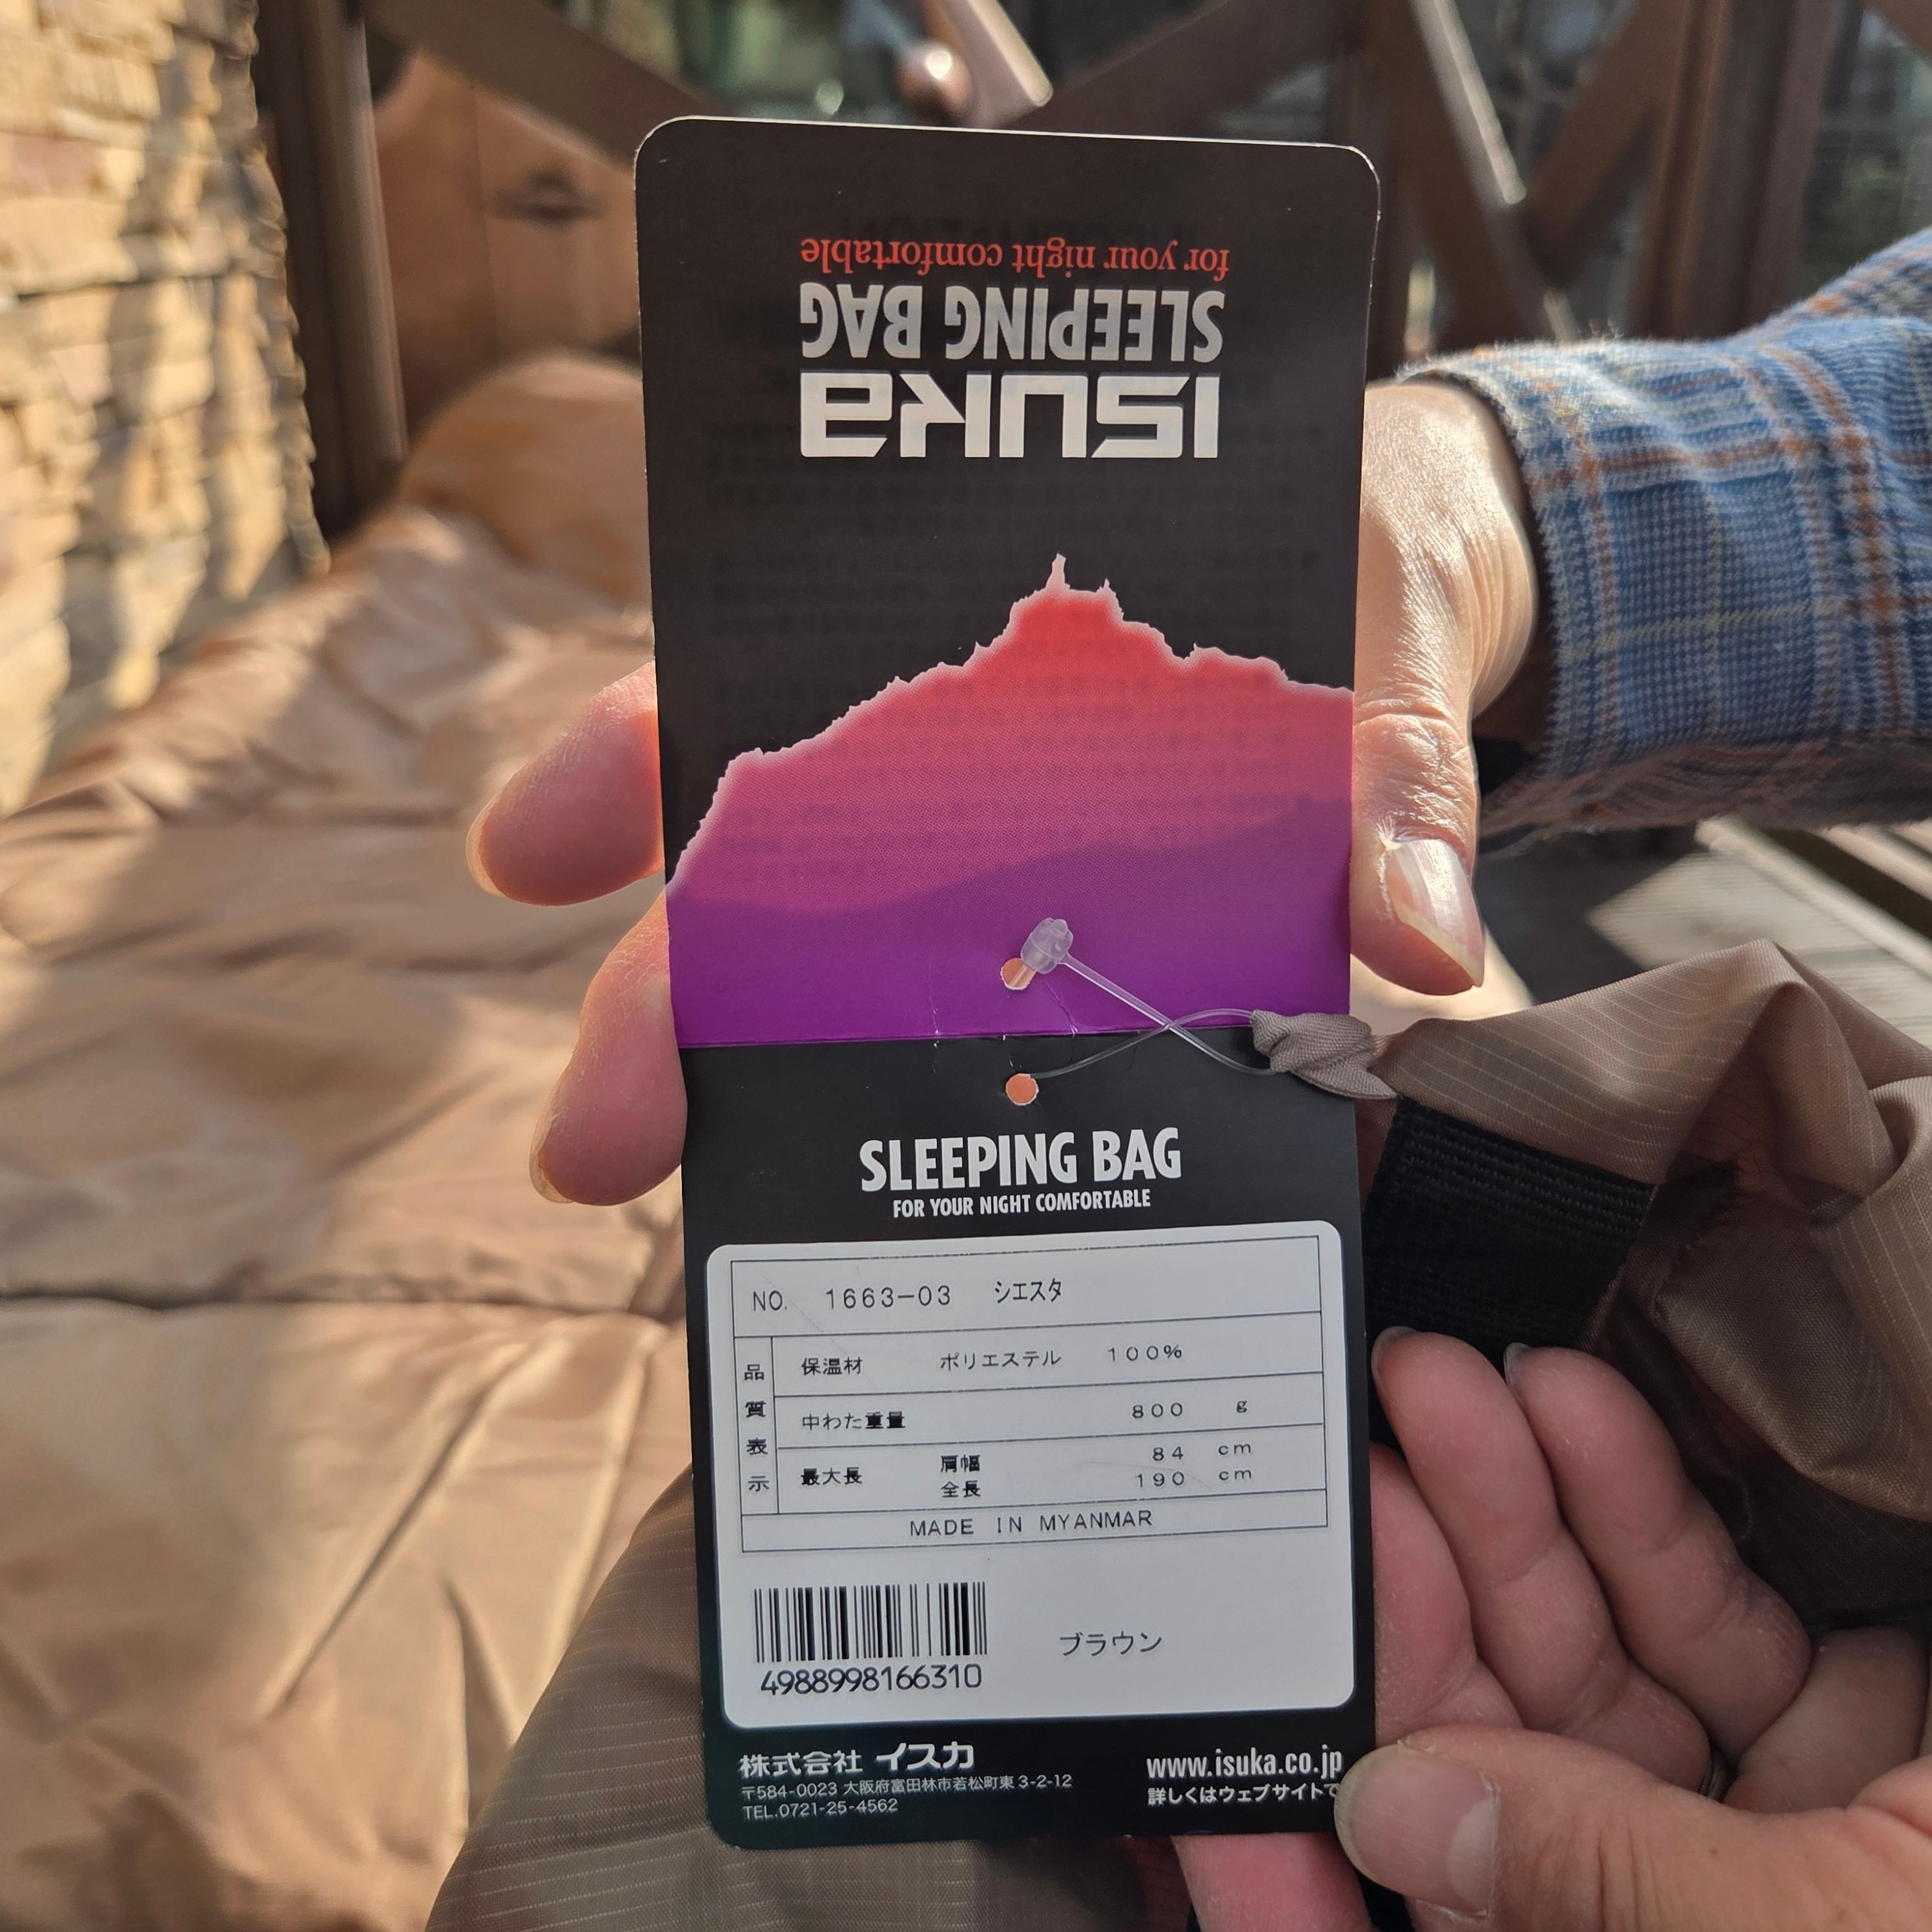 ISUKA
SLEEPING BAG
for your night comfortable
SLEEPING BAG
FOR YOUR NIGHT COMFORTABLE
NO. 1663-03 シエスタ
品質表示
保温材 ポリエステル 100%
中わた重量 800 g
最大長 肩幅 84 cm
全長 190 cm
MADE IN MYANMAR
4988998166310
ブラウン
株式会社 イスカ
〒584-0023 大阪府富田林市若松町東3-2-12
TEL.0721-25-4562
www.isuka.co.jp
詳しくはウェブサイトで